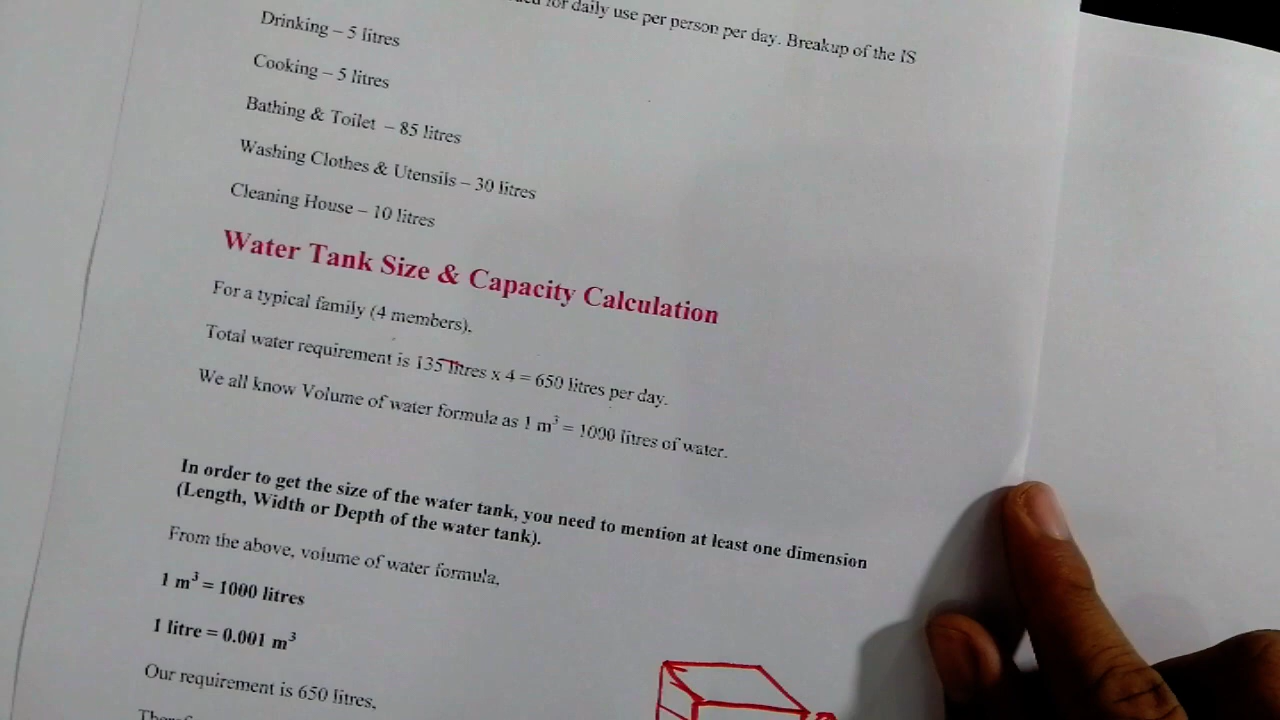 for daily use per person per day. Breakup of the IS
Drinking – 5 litres
Cooking – 5 litres
Bathing & Toilet – 85 litres
Washing Clothes & Utensils – 30 litres
Cleaning House – 10 litres
Water Tank Size & Capacity Calculation
For a typical family (4 members),
Total water requirement is 135 litres x 4 = 650 litres per day.
We all know Volume of water formula as 1 m³ = 1000 litres of water.
In order to get the size of the water tank, you need to mention at least one dimension
(Length, Width or Depth of the water tank).
From the above, volume of water formula,
1 m³ = 1000 litres
1 litre = 0.001 m³
Our requirement is 650 litres,